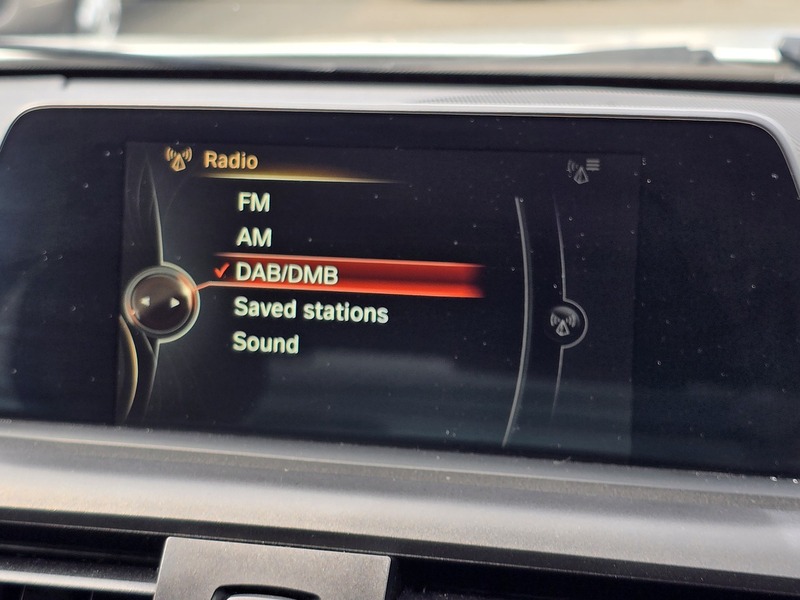 Radio
FM
AM
✓ DAB/DMB
Saved stations
Sound